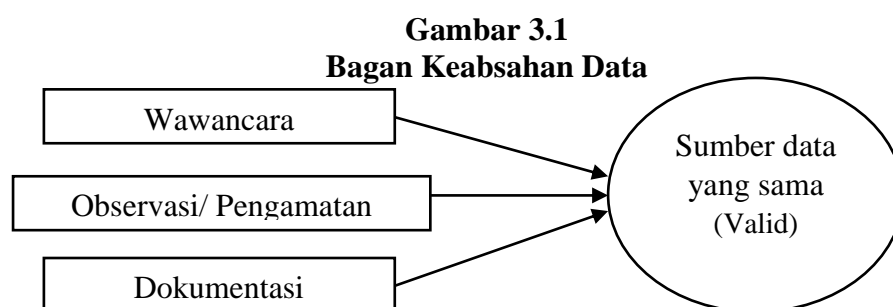 Gambar 3.1
Bagan Keabsahan Data
Wawancara
Observasi/ Pengamatan
Dokumentasi
Sumber data
yang sama
(Valid)